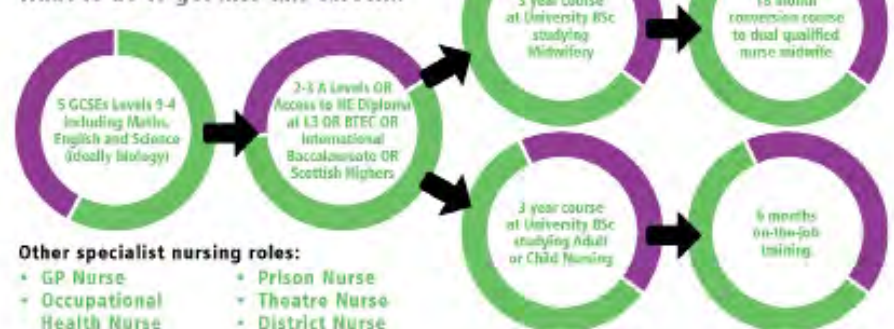 5 GCSEs Levels 9-4
including Maths,
English and Science
(ideally Biology)
2-3 A Levels OR
Access to HE Diploma
at L3 OR BTEC OR
International
Baccalaureate OR
Scottish Highers
3 year course
at University BSc
studying
Midwifery
18 month
conversion course
to dual qualified
nurse midwife
3 year course
at University BSc
studying Adult
or Child Nursing
6 months
on-the-job
training
Other specialist nursing roles:
• GP Nurse
• Occupational
Health Nurse
• Prison Nurse
• Theatre Nurse
• District Nurse